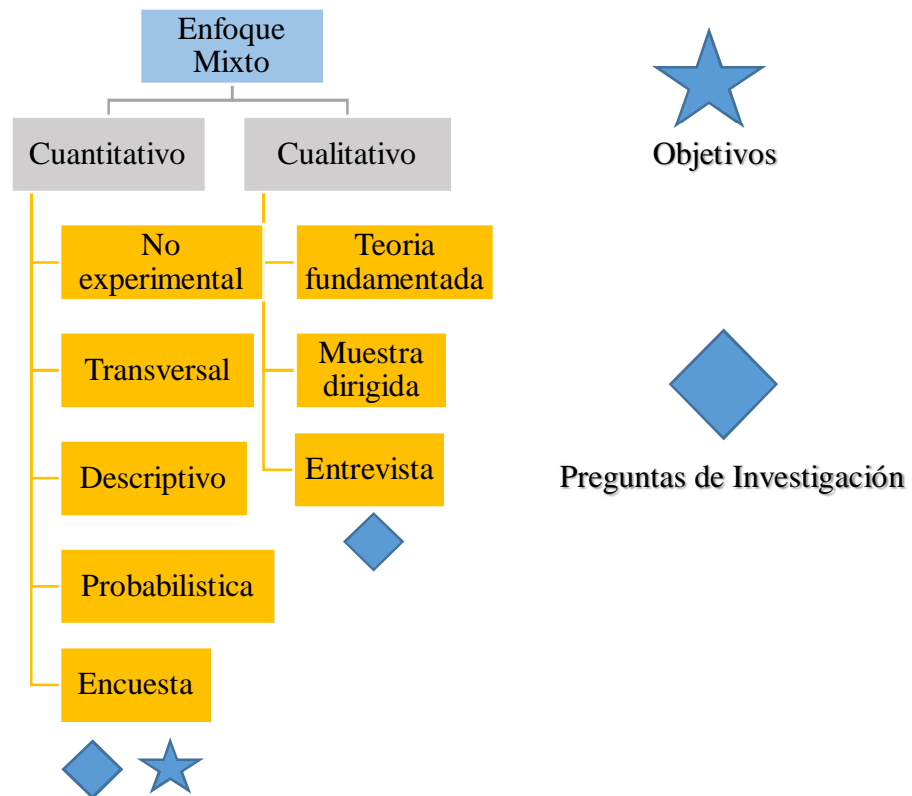 Enfoque
Mixto
Cuantitativo
Cualitativo
No
experimental
Transversal
Descriptivo
Probabilistica
Encuesta
Teoria
fundamentada
Muestra
dirigida
Entrevista
Objetivos
Preguntas de Investigación